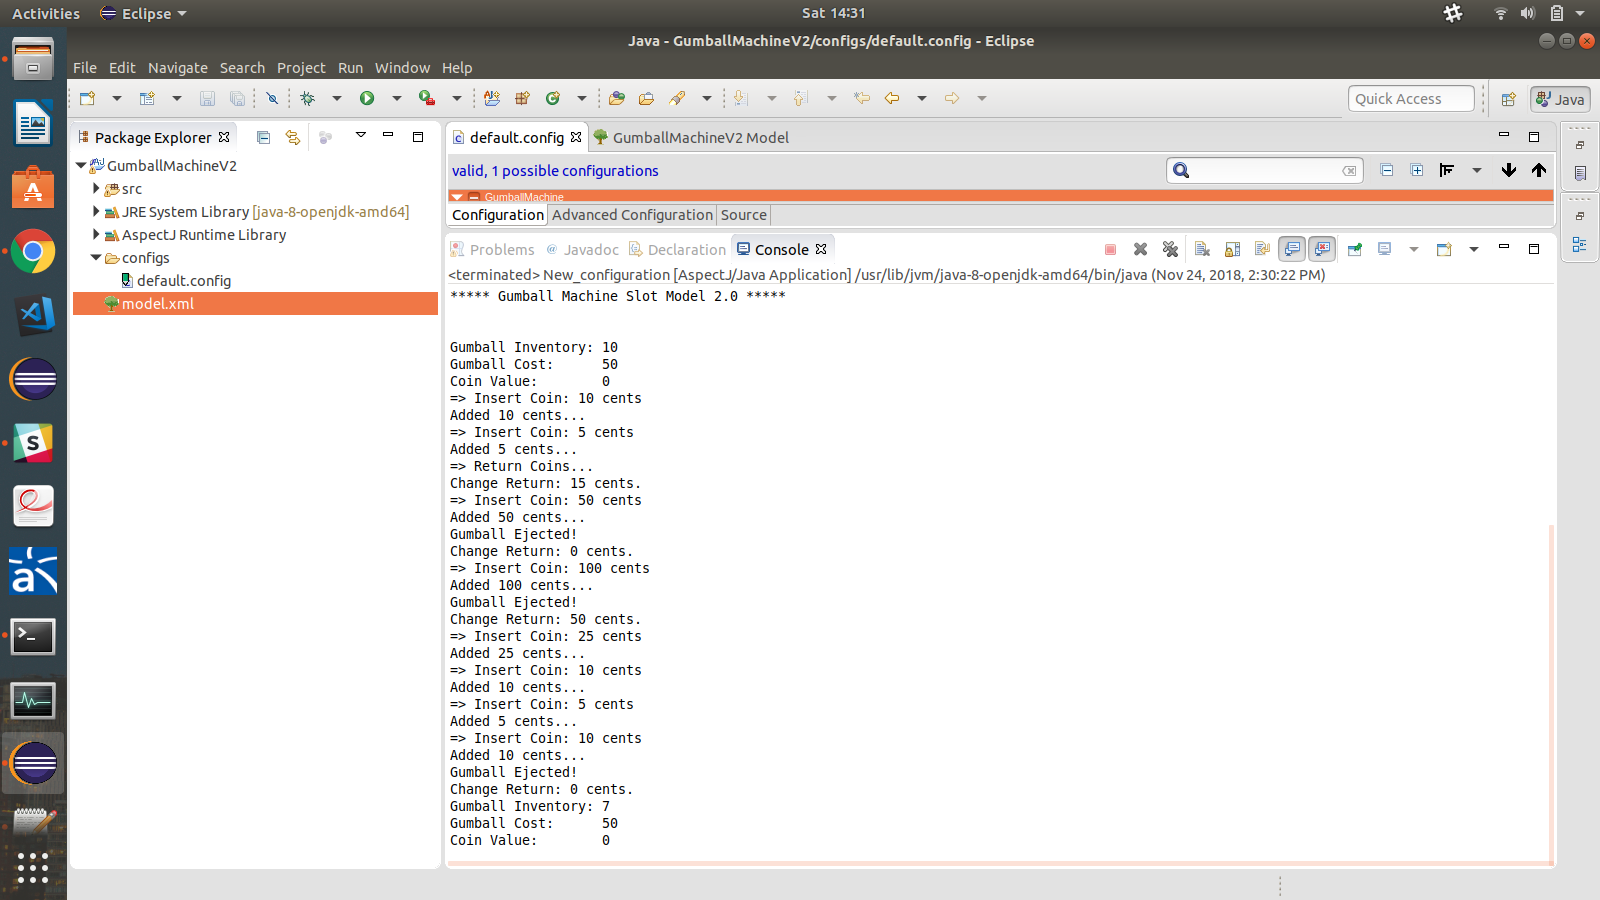 Activities Eclipse Sat 14:31
Java - GumballMachineV2/configs/default.config - Eclipse
File Edit Navigate Search Project Run Window Help
Quick Access Java
Package Explorer
GumballMachineV2
src
JRE System Library [java-8-openjdk-amd64]
AspectJ Runtime Library
configs
default.config
model.xml
default.config GumballMachineV2 Model
valid, 1 possible configurations
GumballMachine
Configuration Advanced Configuration Source
Problems @ Javadoc Declaration Console
<terminated> New_configuration [AspectJ/Java Application] /usr/lib/jvm/java-8-openjdk-amd64/bin/java (Nov 24, 2018, 2:30:22 PM)
***** Gumball Machine Slot Model 2.0 *****
Gumball Inventory: 10
Gumball Cost: 50
Coin Value: 0
=> Insert Coin: 10 cents
Added 10 cents...
=> Insert Coin: 5 cents
Added 5 cents...
=> Return Coins...
Change Return: 15 cents.
=> Insert Coin: 50 cents
Added 50 cents...
Gumball Ejected!
Change Return: 0 cents.
=> Insert Coin: 100 cents
Added 100 cents...
Gumball Ejected!
Change Return: 50 cents.
=> Insert Coin: 25 cents
Added 25 cents...
=> Insert Coin: 10 cents
Added 10 cents...
=> Insert Coin: 5 cents
Added 5 cents...
=> Insert Coin: 10 cents
Added 10 cents...
Gumball Ejected!
Change Return: 0 cents.
Gumball Inventory: 7
Gumball Cost: 50
Coin Value: 0